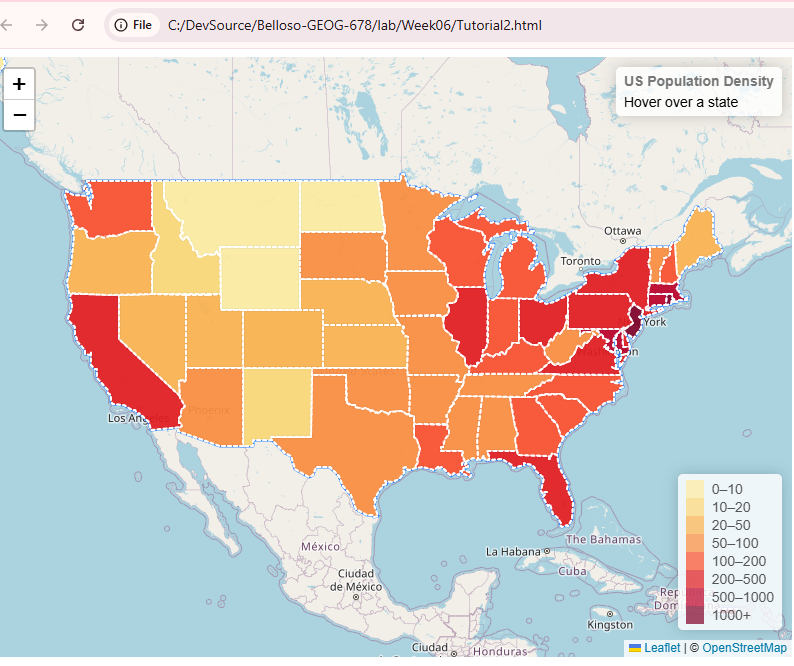 File C:/DevSource/Belloso-GEOG-678/lab/Week06/Tutorial2.html
+
−
US Population Density
Hover over a state
Ottawa
Toronto
York
Washington
Phoenix
Los Angeles
México
Ciudad
de México
La Habana
The Bahamas
Cuba
Kingston
Ciudad
Honduras
0–10
10–20
20–50
50–100
100–200
200–500
500–1000
1000+
Leaflet | © OpenStreetMap